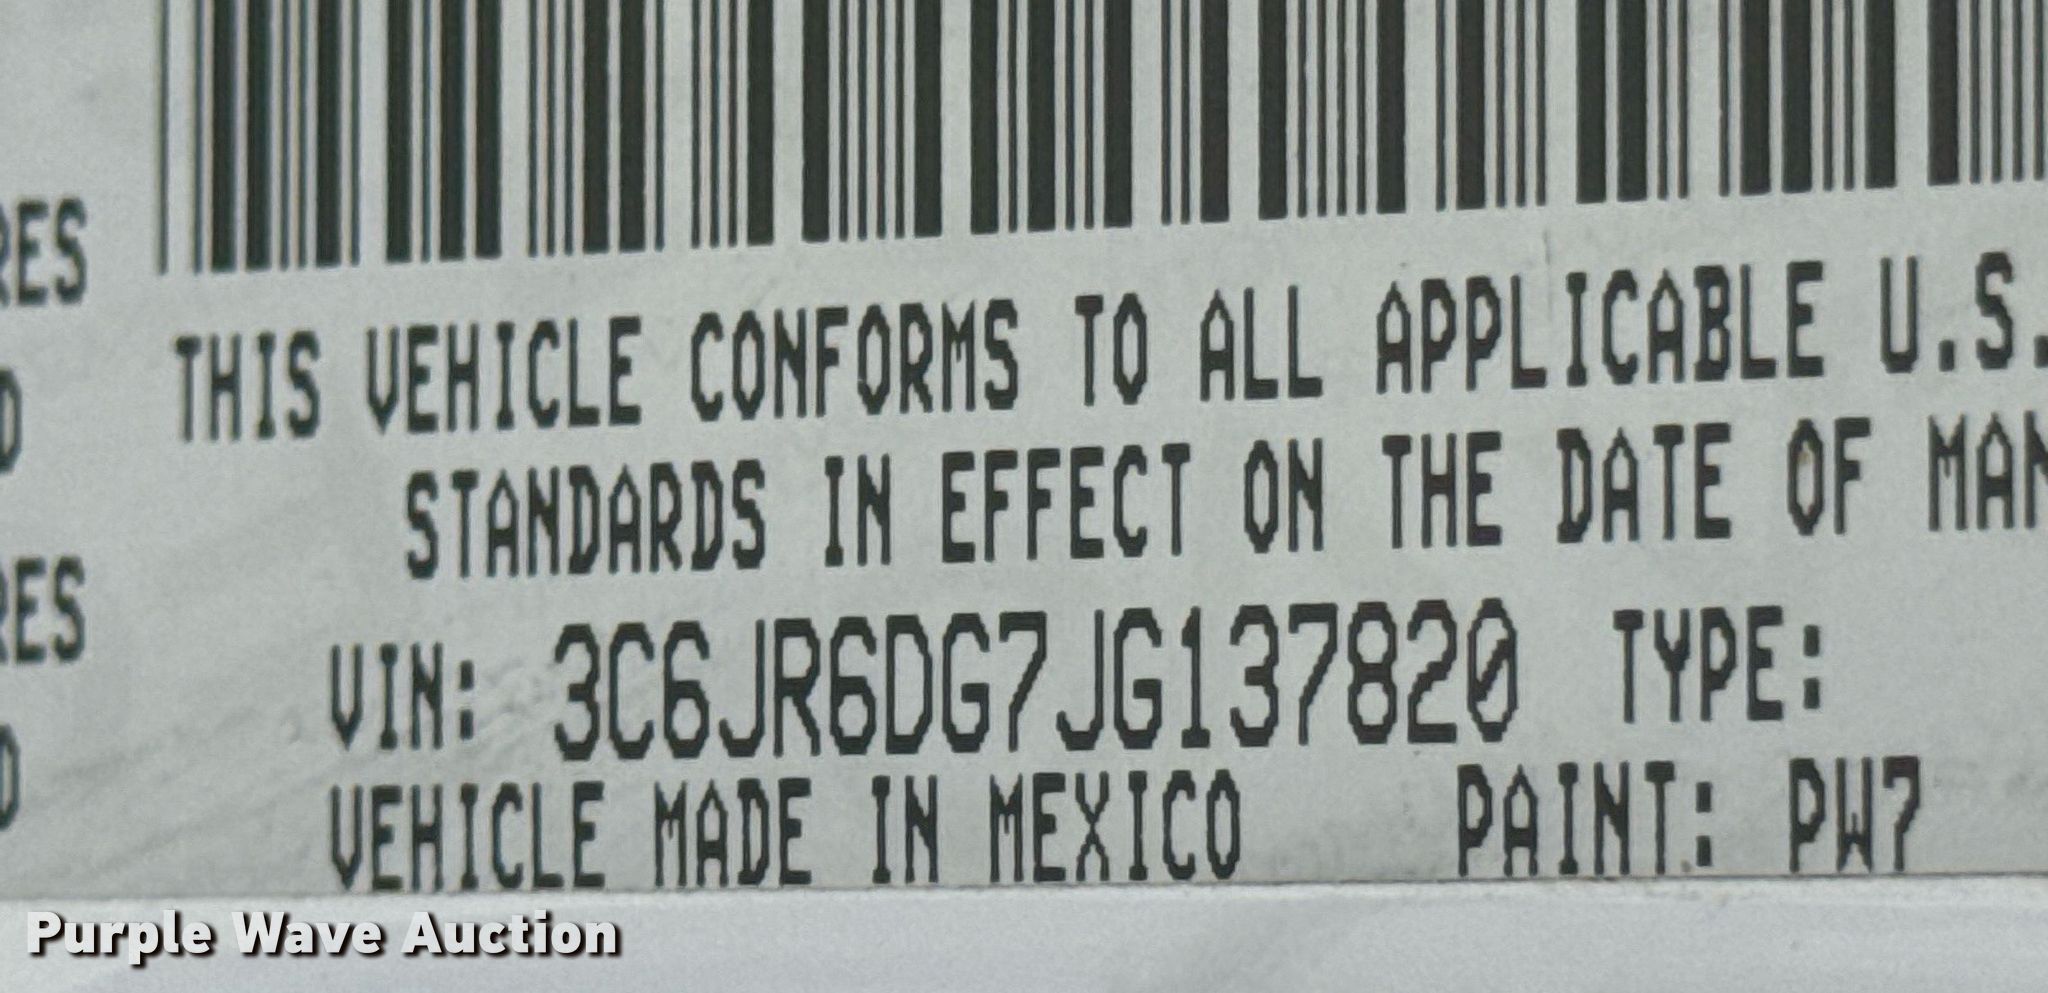 RES
THIS VEHICLE CONFORMS TO ALL APPLICABLE U.S.
D
STANDARDS IN EFFECT ON THE DATE OF MAN
RES
VIN: 3C6JR6DG7JG137820 TYPE:
D
VEHICLE MADE IN MEXICO PAINT: PW7
Purple Wave Auction